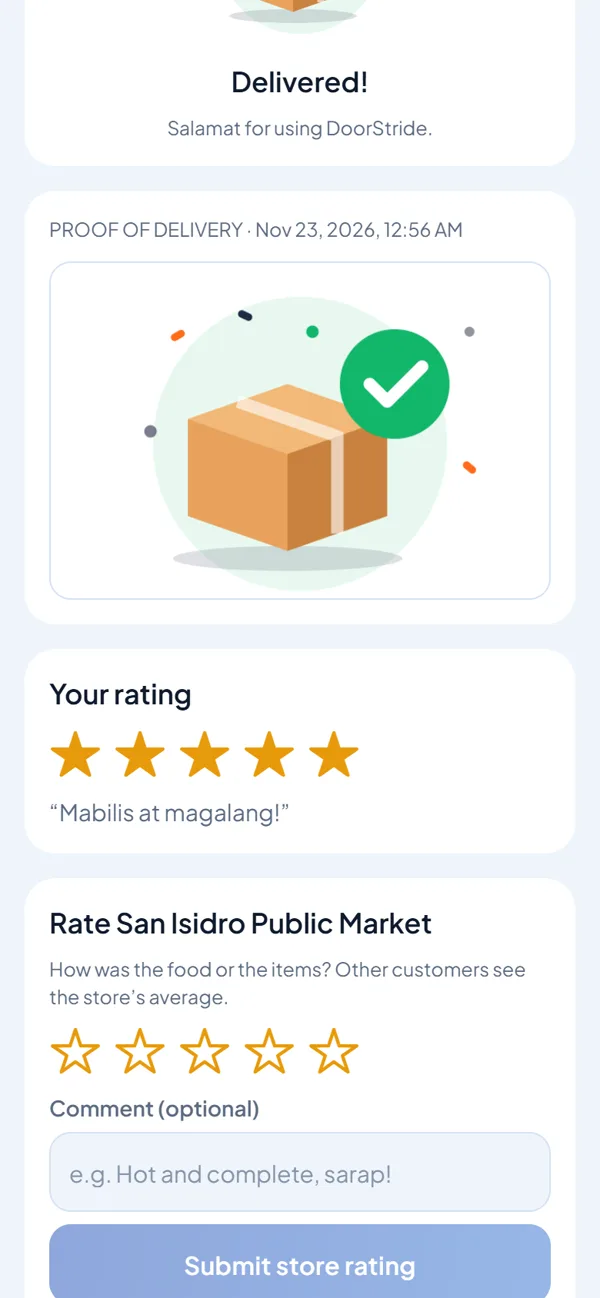 Delivered!
Salamat for using DoorStride.
PROOF OF DELIVERY · Nov 23, 2026, 12:56 AM
Your rating
“Mabilis at magalang!”
Rate San Isidro Public Market
How was the food or the items? Other customers see
the store’s average.
Comment (optional)
e.g. Hot and complete, sarap!
Submit store rating